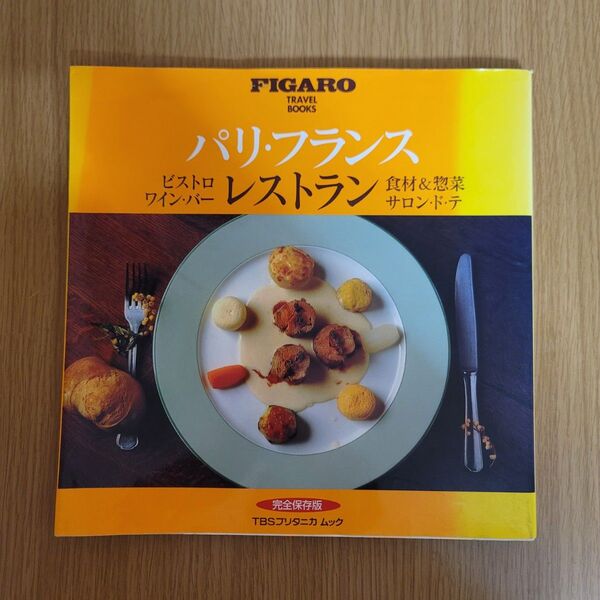 FIGARO
TRAVEL
BOOKS
パリ・フランス
ビストロ
ワイン・バー
レストラン
食材&惣菜
サロン・ド・テ
完全保存版
TBSブリタニカ ムック